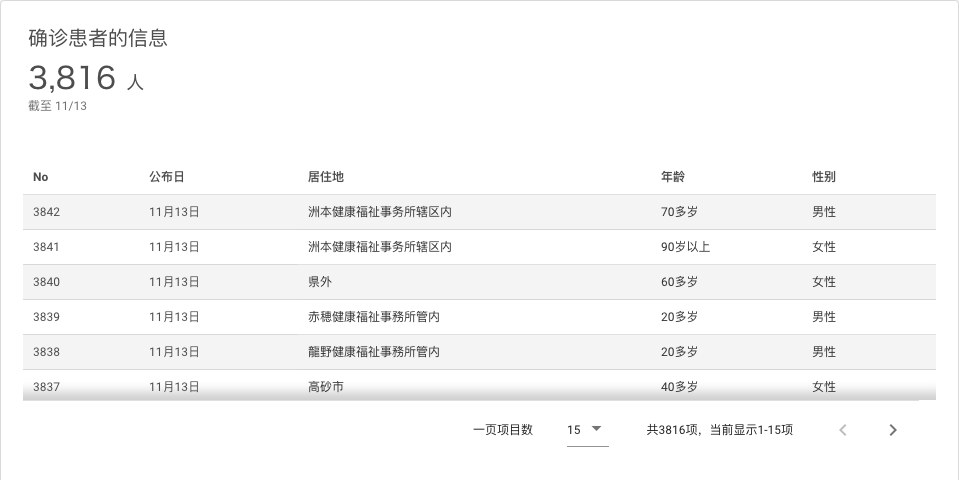 确诊患者的信息
3,816 人
截至 11/13
No 公布日 居住地 年龄 性别
3842 11月13日 洲本健康福祉事务所辖区内 70多岁 男性
3841 11月13日 洲本健康福祉事务所辖区内 90岁以上 女性
3840 11月13日 県外 60多岁 女性
3839 11月13日 赤穂健康福祉事務所管内 20多岁 男性
3838 11月13日 龍野健康福祉事務所管内 20多岁 男性
3837 11月13日 高砂市 40多岁 女性
一页项目数 15 共3816项，当前显示1-15项